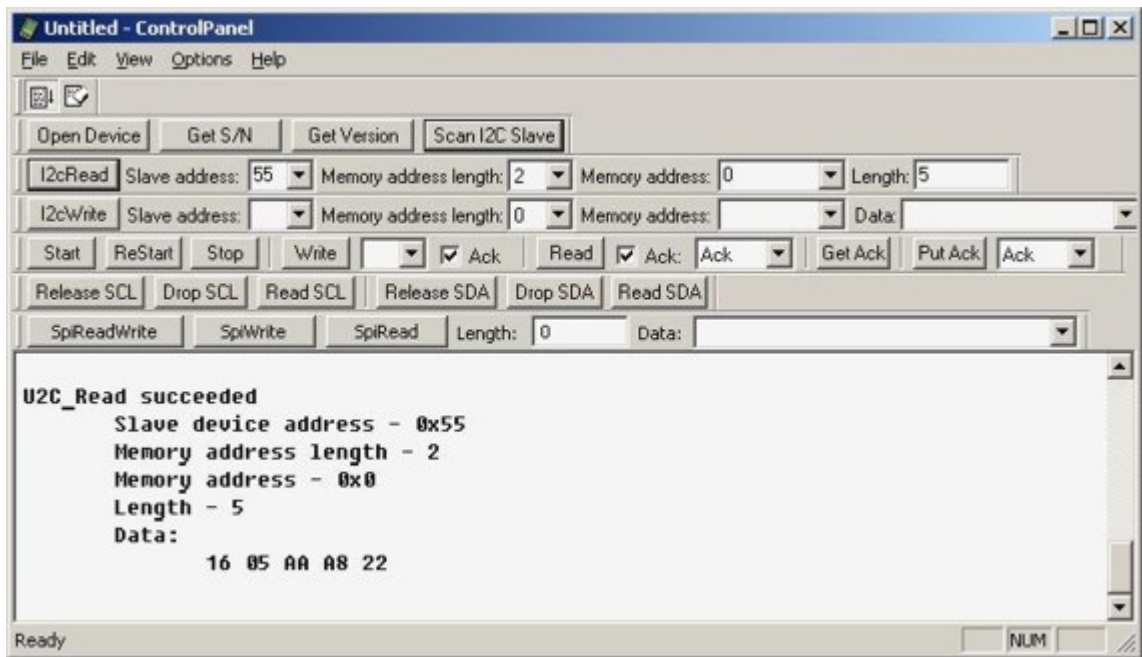 Untitled - ControlPanel
File Edit View Options Help
Open Device Get S/N Get Version Scan I2C Slave
I2cRead Slave address: 55 Memory address length: 2 Memory address: 0 Length: 5
I2cWrite Slave address: Memory address length: 0 Memory address: Data:
Start ReStart Stop Write Ack Read Ack: Ack Get Ack Put Ack Ack
Release SCL Drop SCL Read SCL Release SDA Drop SDA Read SDA
SpiReadWrite SpiWrite SpiRead Length: 0 Data:
U2C_Read succeeded
Slave device address - 0x55
Memory address length - 2
Memory address - 0x0
Length - 5
Data:
16 05 AA A8 22
Ready NUM